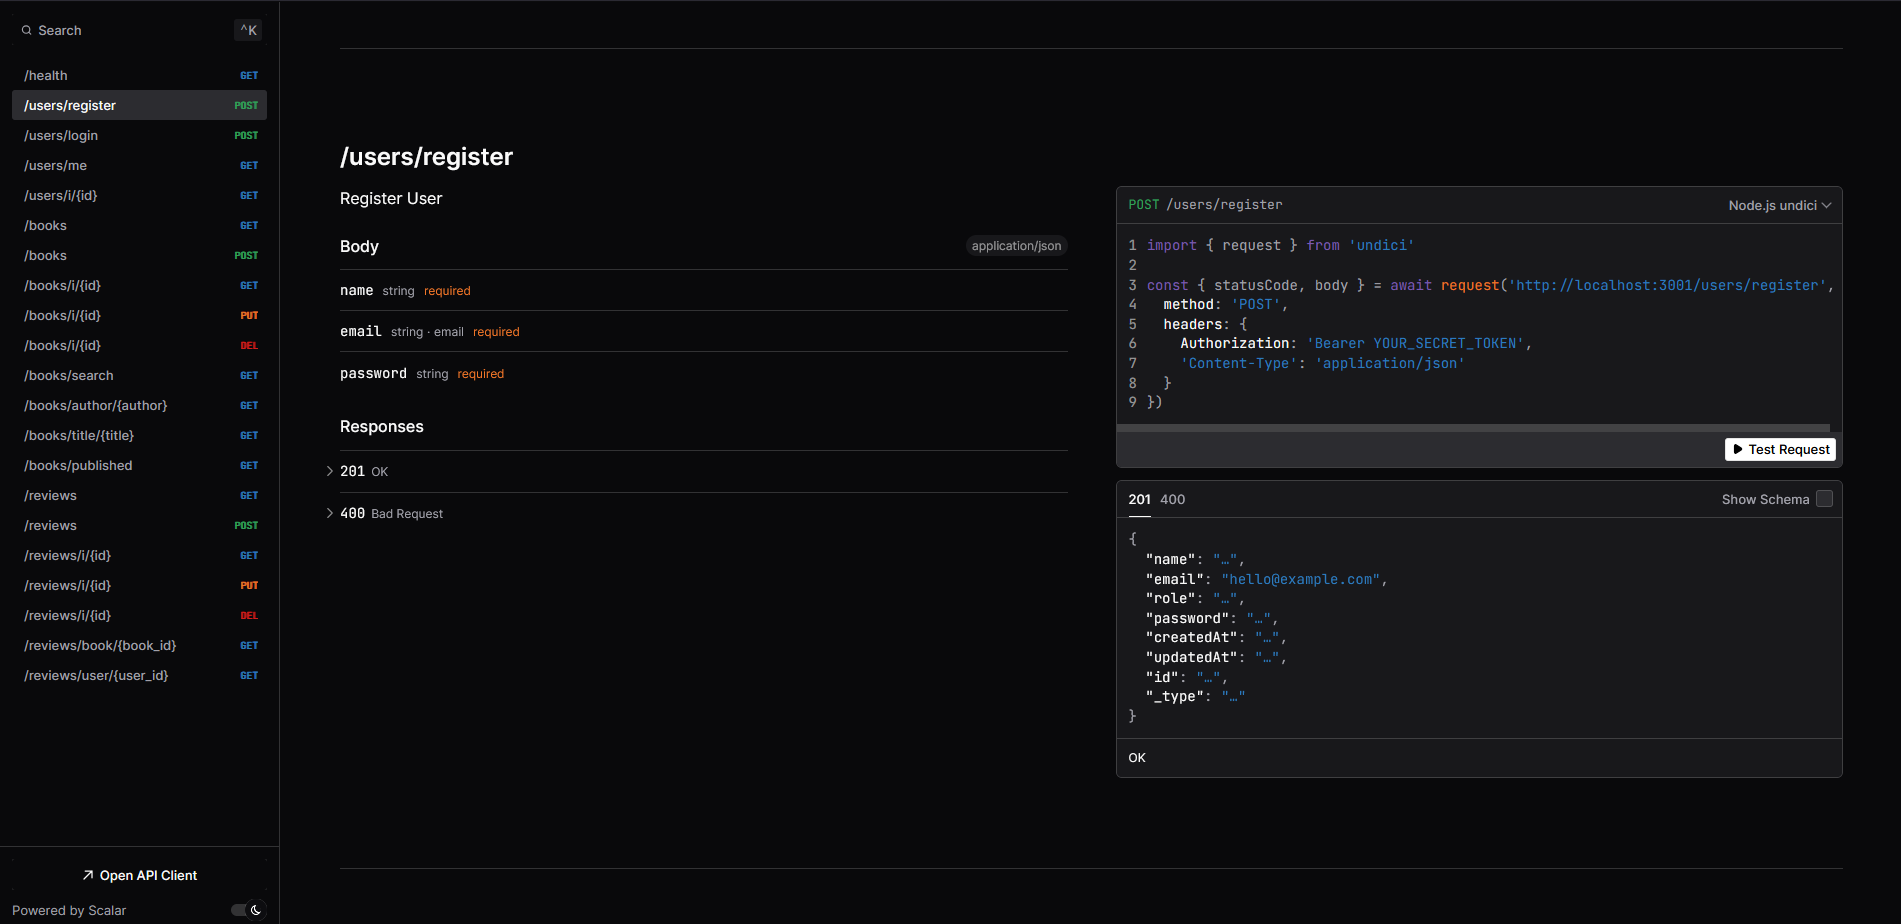 Search ^K
/health GET
/users/register POST
/users/login POST
/users/me GET
/users/i/{id} GET
/books GET
/books POST
/books/i/{id} GET
/books/i/{id} PUT
/books/i/{id} DEL
/books/search GET
/books/author/{author} GET
/books/title/{title} GET
/books/published GET
/reviews GET
/reviews POST
/reviews/i/{id} GET
/reviews/i/{id} PUT
/reviews/i/{id} DEL
/reviews/book/{book_id} GET
/reviews/user/{user_id} GET
Open API Client
Powered by Scalar
/users/register
Register User
Body application/json
name string required
email string · email required
password string required
Responses
201 OK
400 Bad Request
POST /users/register Node.js undici
1 import { request } from 'undici'
2
3 const { statusCode, body } = await request('http://localhost:3001/users/register',
4 method: 'POST',
5 headers: {
6 Authorization: 'Bearer YOUR_SECRET_TOKEN',
7 'Content-Type': 'application/json'
8 }
9 })
Test Request
201 400 Show Schema
{
"name": "…",
"email": "hello@example.com",
"role": "…",
"password": "…",
"createdAt": "…",
"updatedAt": "…",
"id": "…",
"_type": "…"
}
OK